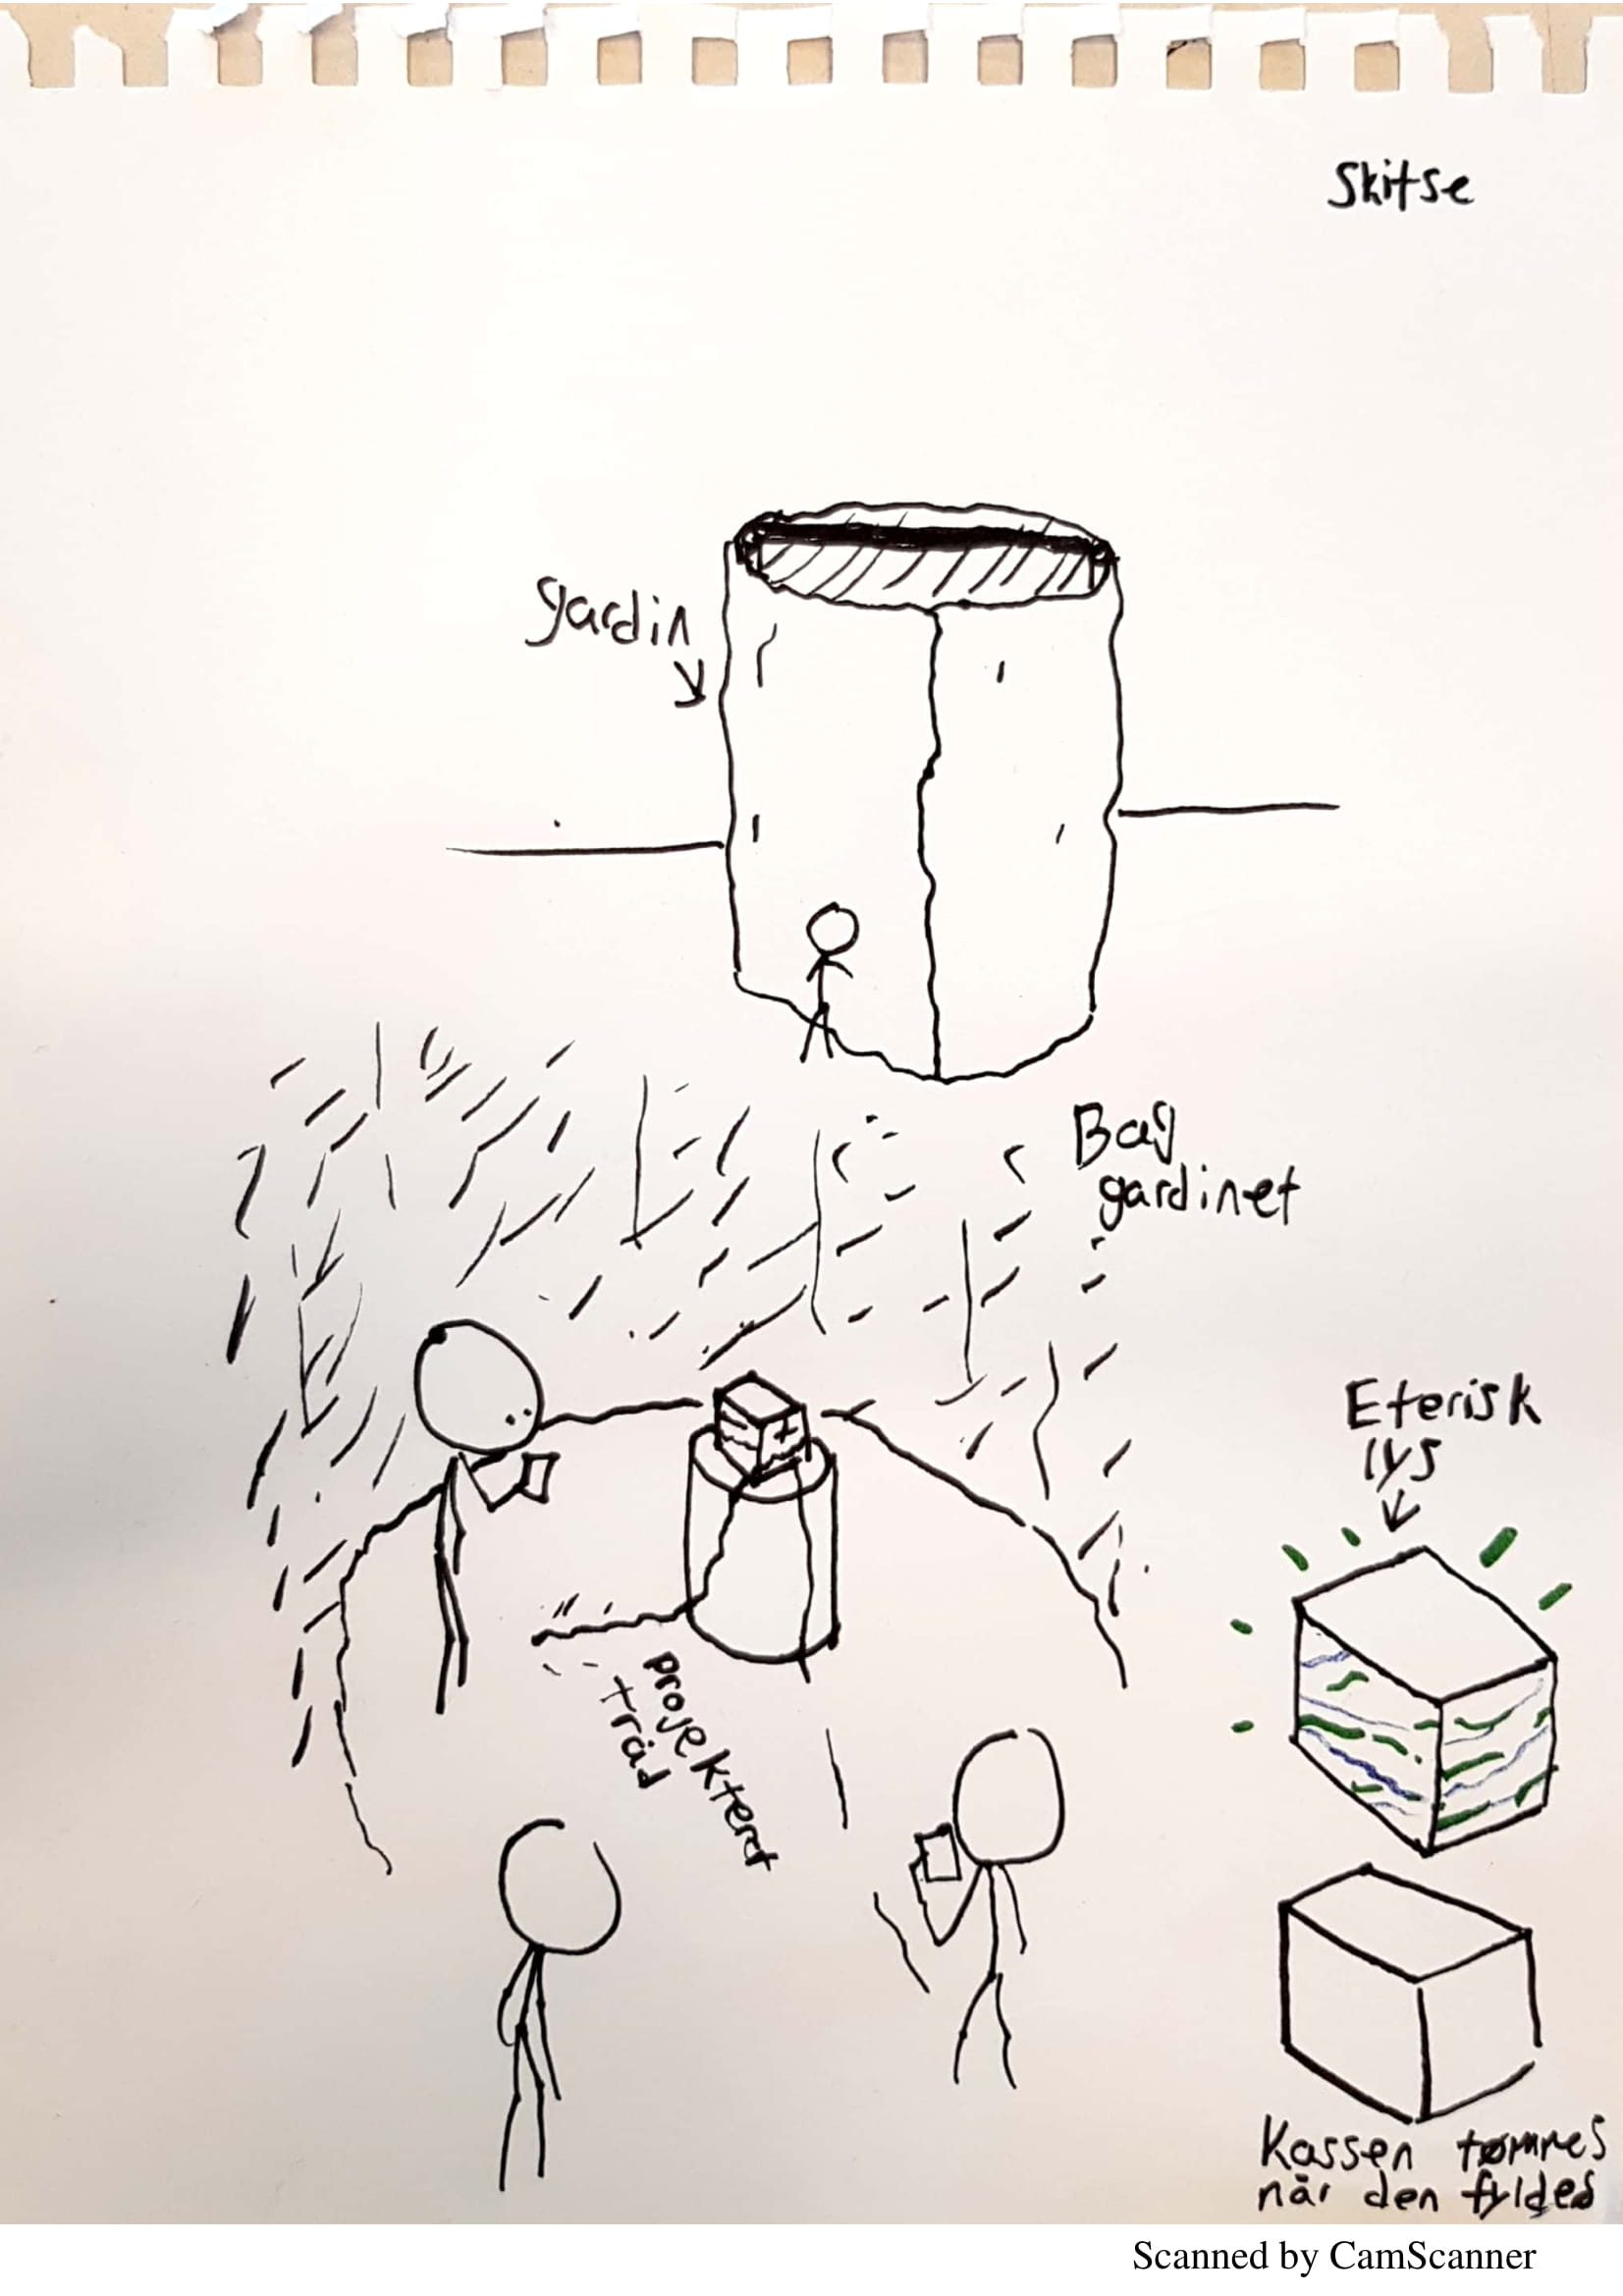 Skitse
gardin
Bag
gardinet
Eterisk
lys
projekteret
tråd
Kassen tømmes
når den fyldes
Scanned by CamScanner